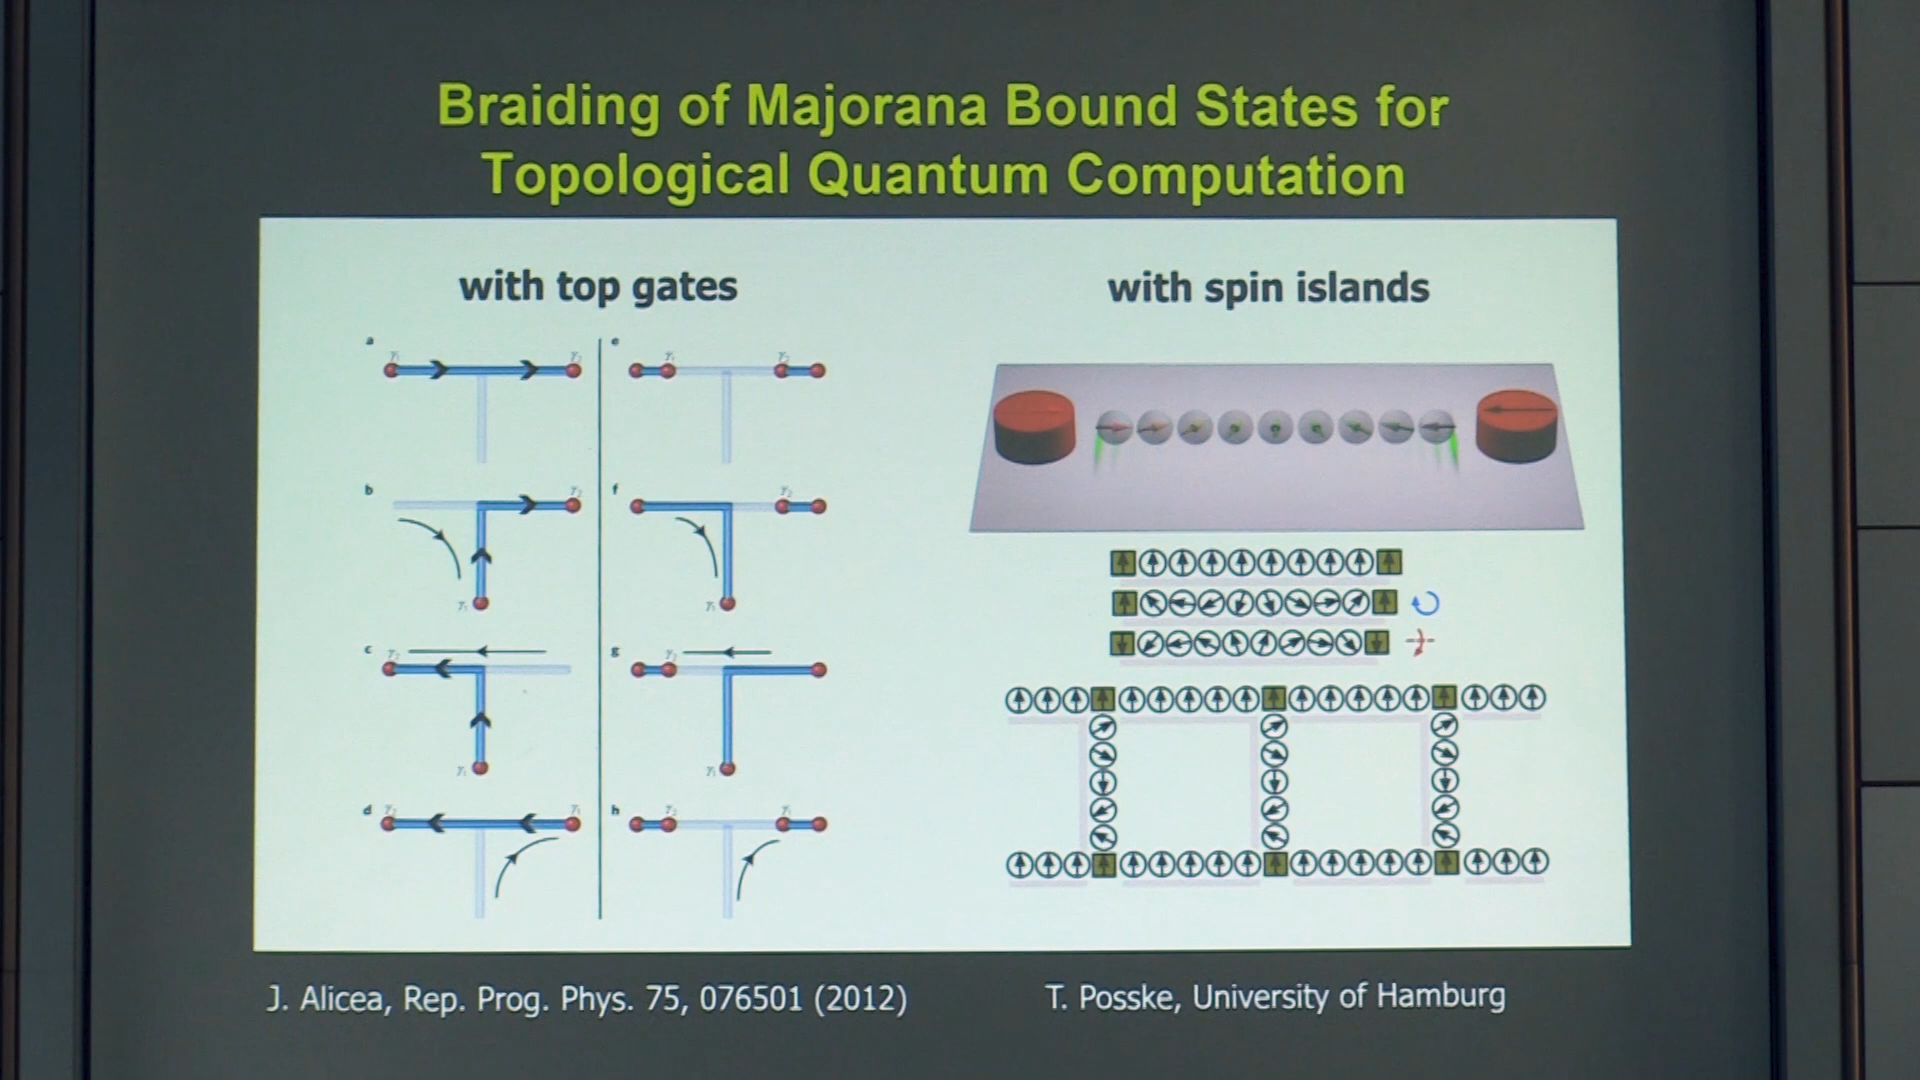 Braiding of Majorana Bound States for
Topological Quantum Computation
with top gates
with spin islands
a
e
b
f
c
g
d
h
J. Alicea, Rep. Prog. Phys. 75, 076501 (2012)
T. Posske, University of Hamburg